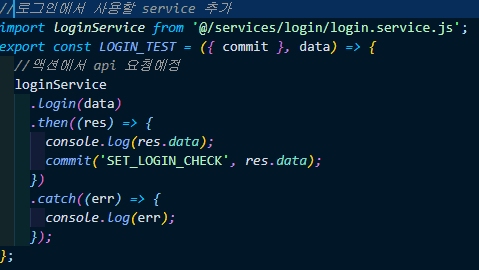 //로그인에서 사용할 service 추가
import loginService from '@/services/login/login.service.js';
export const LOGIN_TEST = ({ commit }, data) => {
  //액션에서 api 요청예정
  loginService
    .login(data)
    .then((res) => {
      console.log(res.data);
      commit('SET_LOGIN_CHECK', res.data);
    })
    .catch((err) => {
      console.log(err);
    });
};